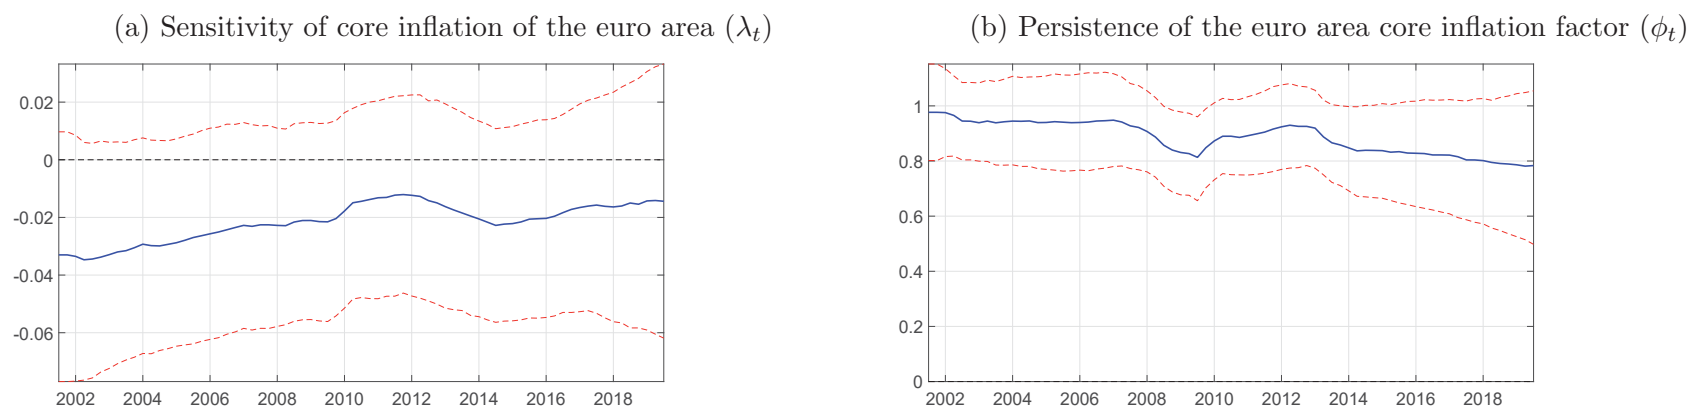 (a) Sensitivity of core inflation of the euro area (λt)
0.02
0
-0.02
-0.04
-0.06
2002 2004 2006 2008 2010 2012 2014 2016 2018
(b) Persistence of the euro area core inflation factor (ϕt)
1
0.8
0.6
0.4
0.2
0
2002 2004 2006 2008 2010 2012 2014 2016 2018